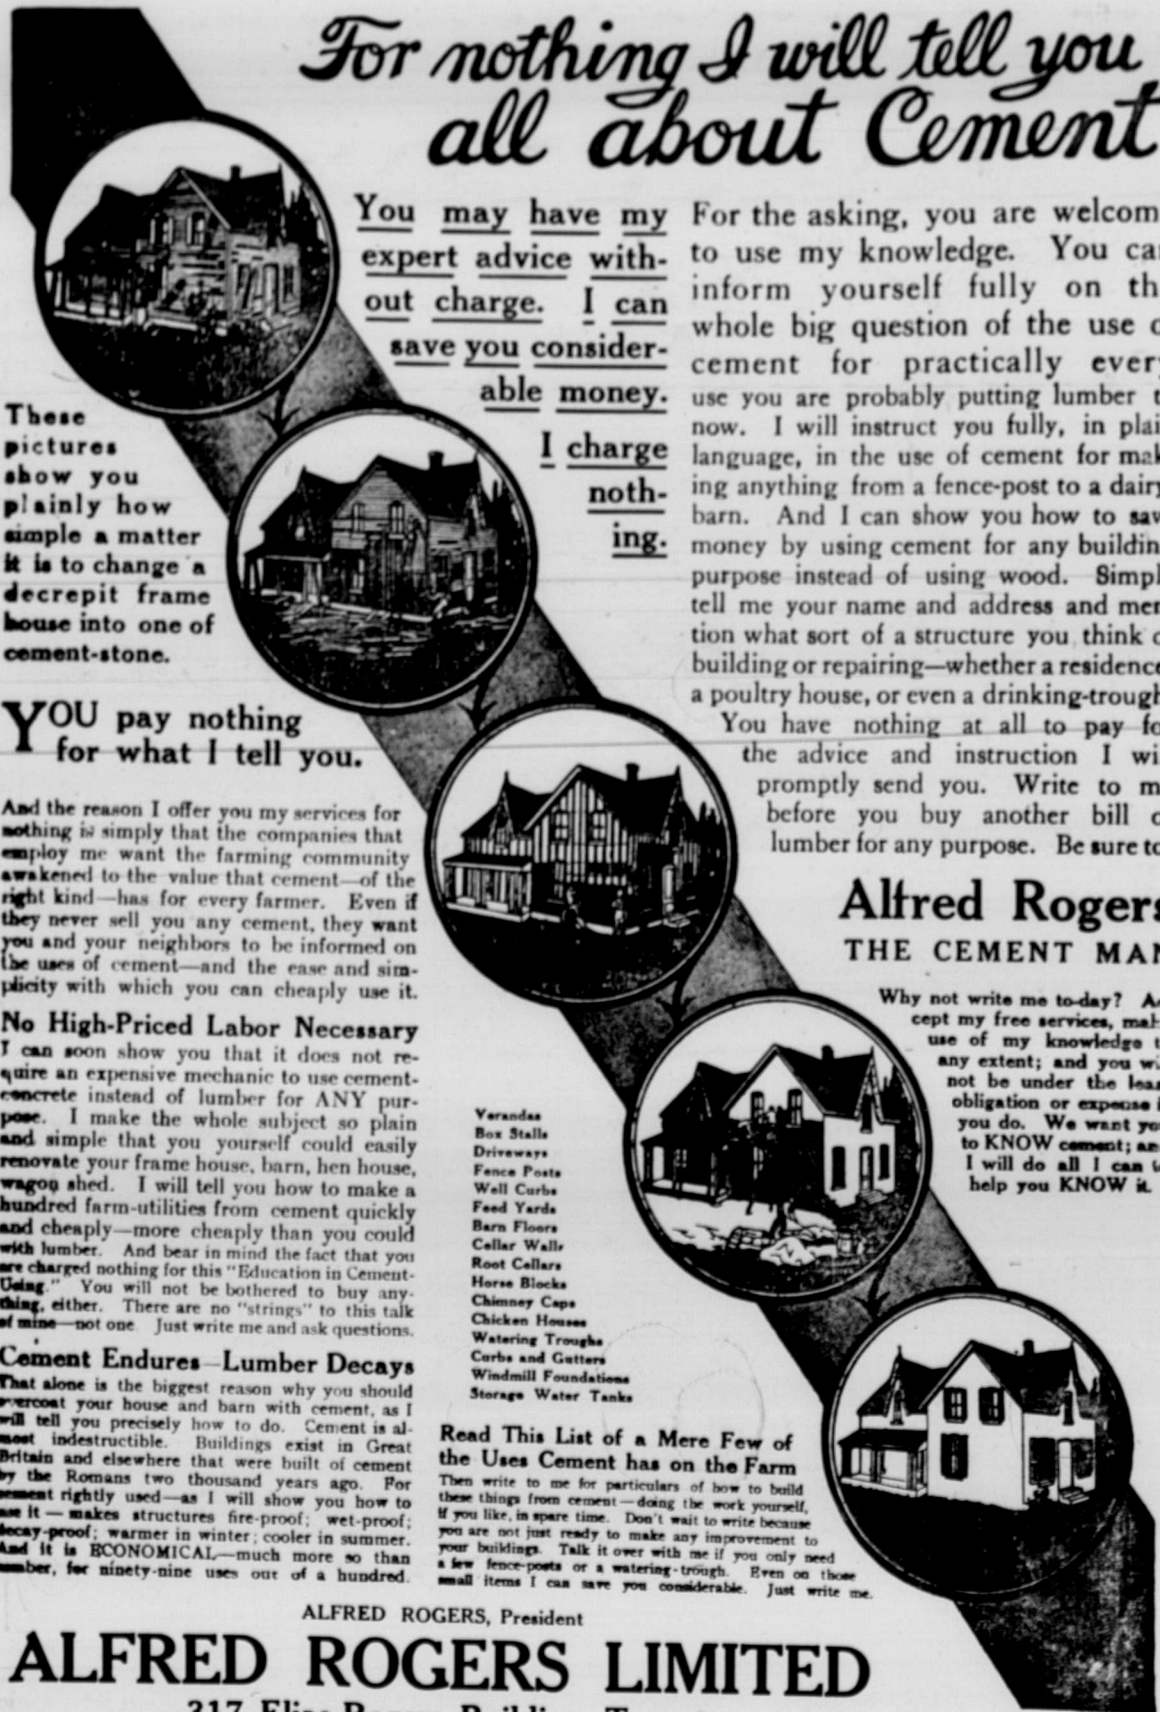 For nothing I will tell you
all about Cement
You may have my
expert advice with-
out charge. I can
save you consider-
able money.
I charge
noth-
ing.
For the asking, you are welcom
to use my knowledge. You ca
inform yourself fully on th
whole big question of the use o
cement for practically ever
use you are probably putting lumber t
now. I will instruct you fully, in plai
language, in the use of cement for mak
ing anything from a fence-post to a dairy
barn. And I can show you how to sav
money by using cement for any buildin
purpose instead of using wood. Simpl
tell me your name and address and men
tion what sort of a structure you think o
building or repairing—whether a residence
a poultry house, or even a drinking-trough
You have nothing at all to pay fo
the advice and instruction I wi
promptly send you. Write to m
before you buy another bill o
lumber for any purpose. Be sure to
Alfred Rogers
THE CEMENT MAN
Why not write me to-day? Ac
cept my free services, mak
use of my knowledge t
any extent; and you w
not be under the leas
obligation or expense i
you do. We want yo
to KNOW cement; an
I will do all I can t
help you KNOW it.
These
pictures
show you
plainly how
simple a matter
it is to change a
decrepit frame
house into one of
cement-stone.
YOU pay nothing
for what I tell you.
And the reason I offer you my services for
nothing is simply that the companies that
employ me want the farming community
awakened to the value that cement—of the
right kind—has for every farmer. Even if
they never sell you any cement, they want
you and your neighbors to be informed on
the uses of cement—and the ease and sim-
plicity with which you can cheaply use it.
No High-Priced Labor Necessary
I can soon show you that it does not re-
quire an expensive mechanic to use cement-
concrete instead of lumber for ANY pur-
pose. I make the whole subject so plain
and simple that you yourself could easily
renovate your frame house, barn, hen house,
wagon shed. I will tell you how to make a
hundred farm-utilities from cement quickly
and cheaply—more cheaply than you could
with lumber. And bear in mind the fact that you
are charged nothing for this "Education in Cement-
Using." You will not be bothered to buy any-
thing, either. There are no "strings" to this talk
of mine—not one. Just write me and ask questions.
Cement Endures—Lumber Decays
That alone is the biggest reason why you should
overcoat your house and barn with cement, as I
will tell you precisely how to do. Cement is al-
most indestructible. Buildings exist in Great
Britain and elsewhere that were built of cement
by the Romans two thousand years ago. For
cement rightly used—as I will show you how to
use it—makes structures fire-proof; wet-proof;
decay-proof; warmer in winter; cooler in summer.
And it is ECONOMICAL—much more so than
lumber, for ninety-nine uses out of a hundred.
Verandas
Box Stalls
Driveways
Fence Posts
Well Curbs
Feed Yards
Barn Floors
Cellar Walls
Root Cellars
Horse Blocks
Chimney Caps
Chicken Houses
Watering Troughs
Curbs and Gutters
Windmill Foundations
Storage Water Tanks
Read This List of a Mere Few of
the Uses Cement has on the Farm
Then write to me for particulars of how to build
these things from cement—doing the work yourself,
if you like, in spare time. Don't wait to write because
you are not just ready to make any improvement to
your buildings. Talk it over with me if you only need
a few fence-posts or a watering-trough. Even on those
small items I can save you considerable. Just write me.
ALFRED ROGERS, President
ALFRED ROGERS LIMITED
317